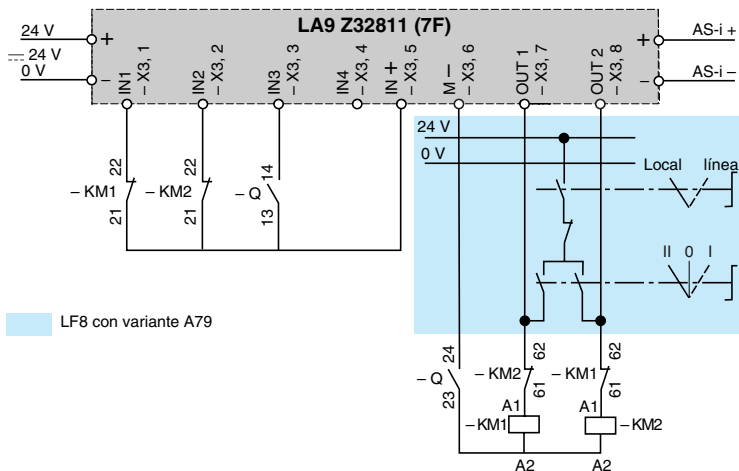 LA9 Z32811 (7F)
24 V
24 V
0 V
+
–
IN1
– X3, 1
IN2
– X3, 2
IN3
– X3, 3
IN4
– X3, 4
IN +
– X3, 5
M –
– X3, 6
OUT 1
– X3, 7
OUT 2
– X3, 8
+
–
AS-i +
AS-i –
24 V
0 V
Local
línea
II 0 I
22
– KM1
21
22
– KM2
21
14
– Q
13
LF8 con variante A79
24
– Q
23
62
– KM2
61
62
– KM1
61
A1
– KM1
A2
A1
– KM2
A2